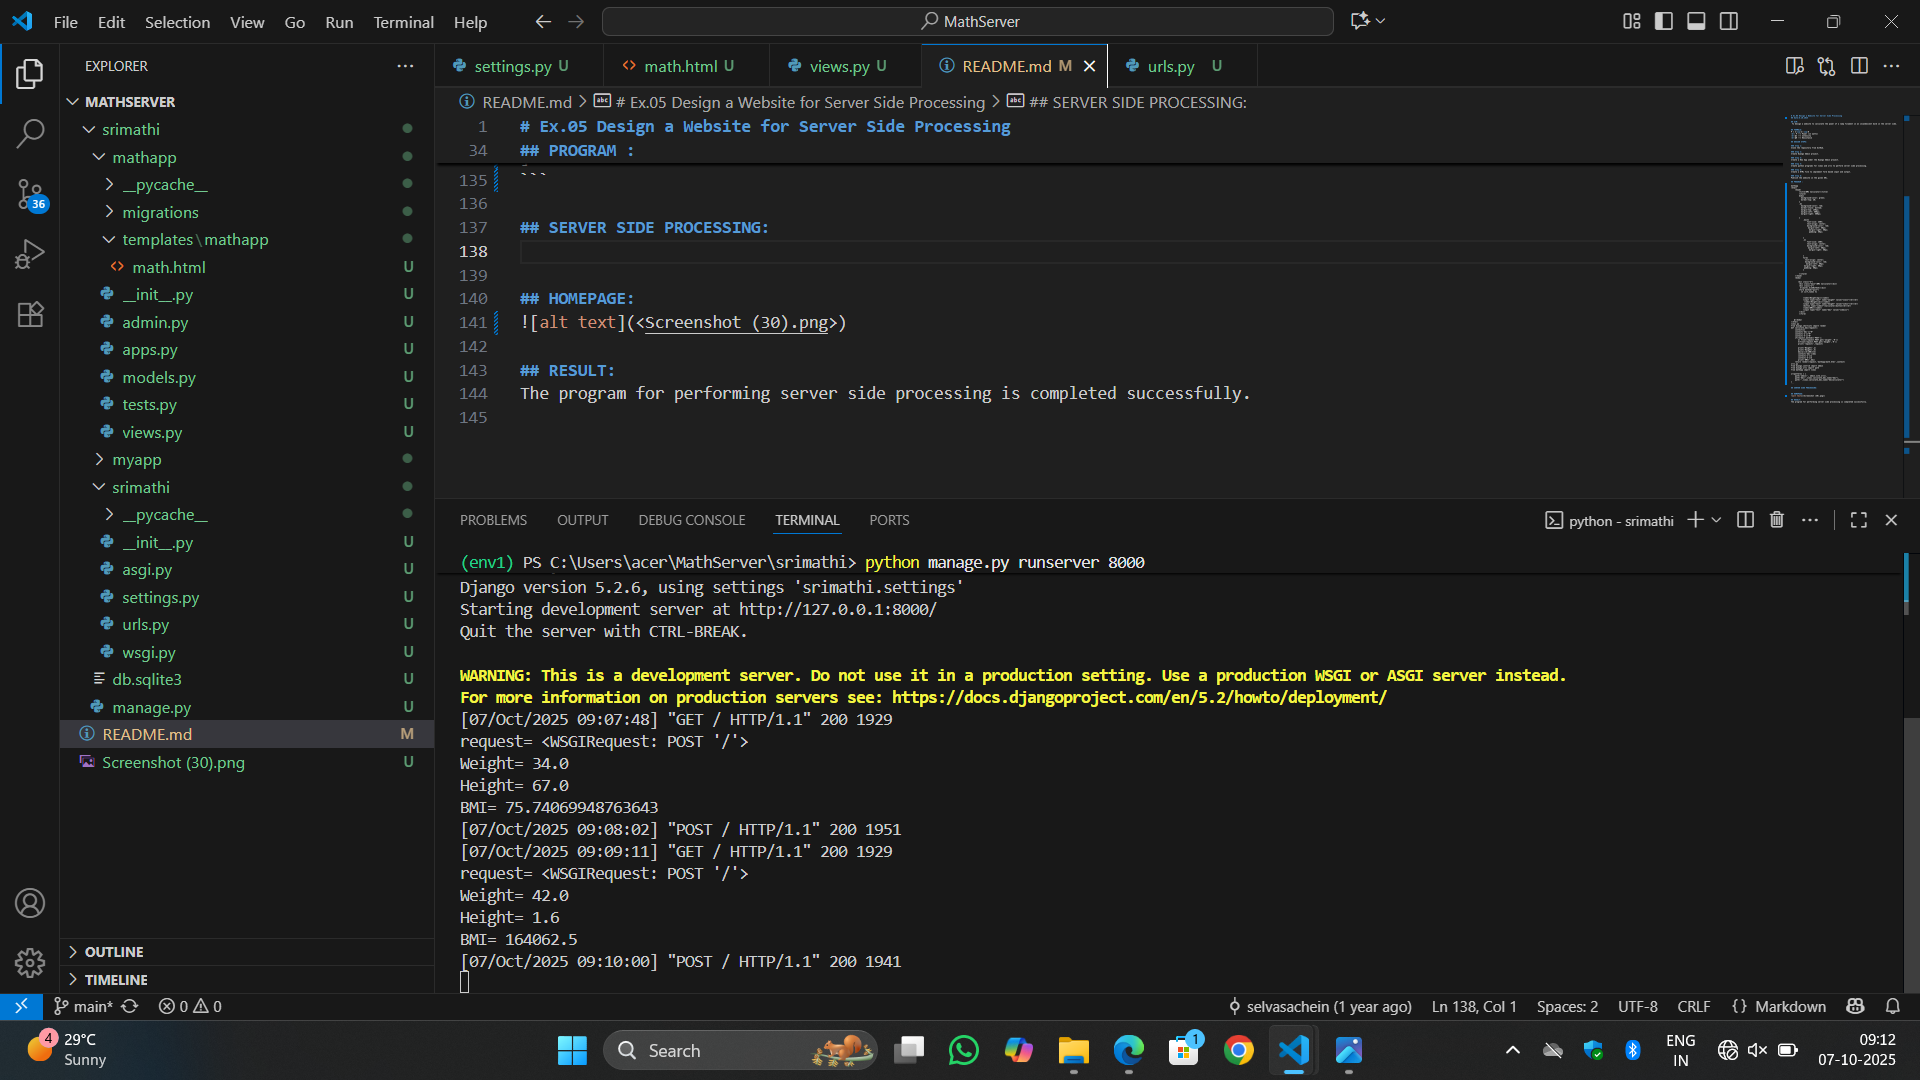 File Edit Selection View Go Run Terminal Help
MathServer
EXPLORER
MATHSERVER
srimathi
mathapp
__pycache__
migrations
templates\mathapp
math.html U
__init__.py U
admin.py U
apps.py U
models.py U
tests.py U
views.py U
myapp
srimathi
__pycache__
__init__.py U
asgi.py U
settings.py U
urls.py U
wsgi.py U
db.sqlite3 U
manage.py U
README.md M
Screenshot (30).png U
OUTLINE
TIMELINE
36
settings.py U math.html U views.py U README.md M urls.py U
README.md > # Ex.05 Design a Website for Server Side Processing > ## SERVER SIDE PROCESSING:
1 # Ex.05 Design a Website for Server Side Processing
34 ## PROGRAM :
135 ```
136
137 ## SERVER SIDE PROCESSING:
138
139
140 ## HOMEPAGE:
141 ![alt text](<Screenshot (30).png>)
142
143 ## RESULT:
144 The program for performing server side processing is completed successfully.
145
PROBLEMS OUTPUT DEBUG CONSOLE TERMINAL PORTS
python - srimathi
(env1) PS C:\Users\acer\MathServer\srimathi> python manage.py runserver 8000
Django version 5.2.6, using settings 'srimathi.settings'
Starting development server at http://127.0.0.1:8000/
Quit the server with CTRL-BREAK.
WARNING: This is a development server. Do not use it in a production setting. Use a production WSGI or ASGI server instead.
For more information on production servers see: https://docs.djangoproject.com/en/5.2/howto/deployment/
[07/Oct/2025 09:07:48] "GET / HTTP/1.1" 200 1929
request= <WSGIRequest: POST '/'>
Weight= 34.0
Height= 67.0
BMI= 75.74069948763643
[07/Oct/2025 09:08:02] "POST / HTTP/1.1" 200 1951
[07/Oct/2025 09:09:11] "GET / HTTP/1.1" 200 1929
request= <WSGIRequest: POST '/'>
Weight= 42.0
Height= 1.6
BMI= 164062.5
[07/Oct/2025 09:10:00] "POST / HTTP/1.1" 200 1941
main* 0 0
selvasachein (1 year ago) Ln 138, Col 1 Spaces: 2 UTF-8 CRLF {} Markdown
4 29°C
Sunny
Search
1
ENG
IN
09:12
07-10-2025